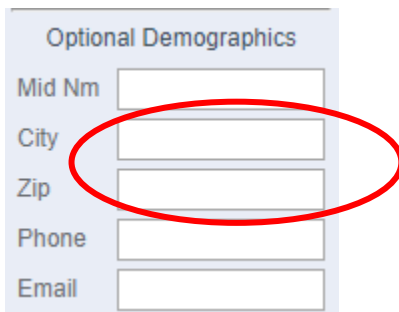 Optional Demographics
Mid Nm
City
Zip
Phone
Email